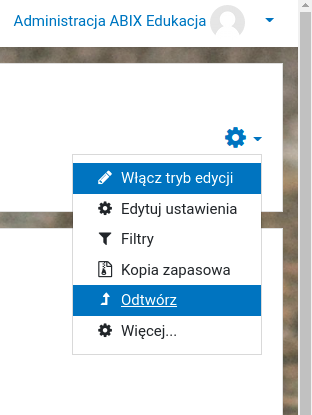 Administracja ABIX Edukacja
Włącz tryb edycji
Edytuj ustawienia
Filtry
Kopia zapasowa
Odtwórz
Więcej...